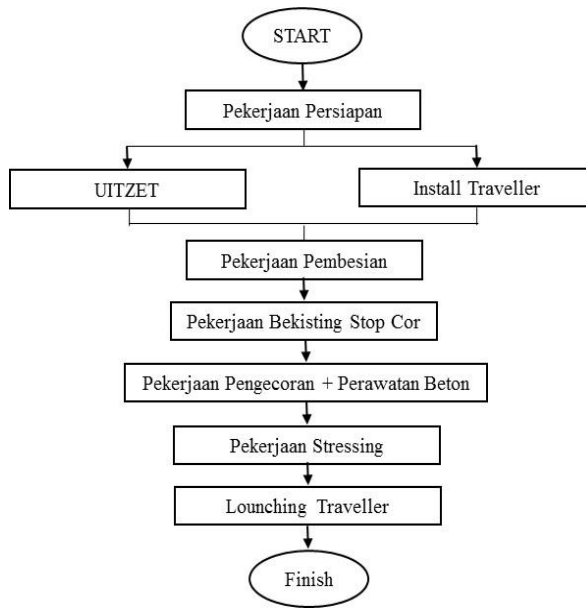 START
Pekerjaan Persiapan
UITZET
Install Traveller
Pekerjaan Pembesian
Pekerjaan Bekisting Stop Cor
Pekerjaan Pengecoran + Perawatan Beton
Pekerjaan Stressing
Lounching Traveller
Finish